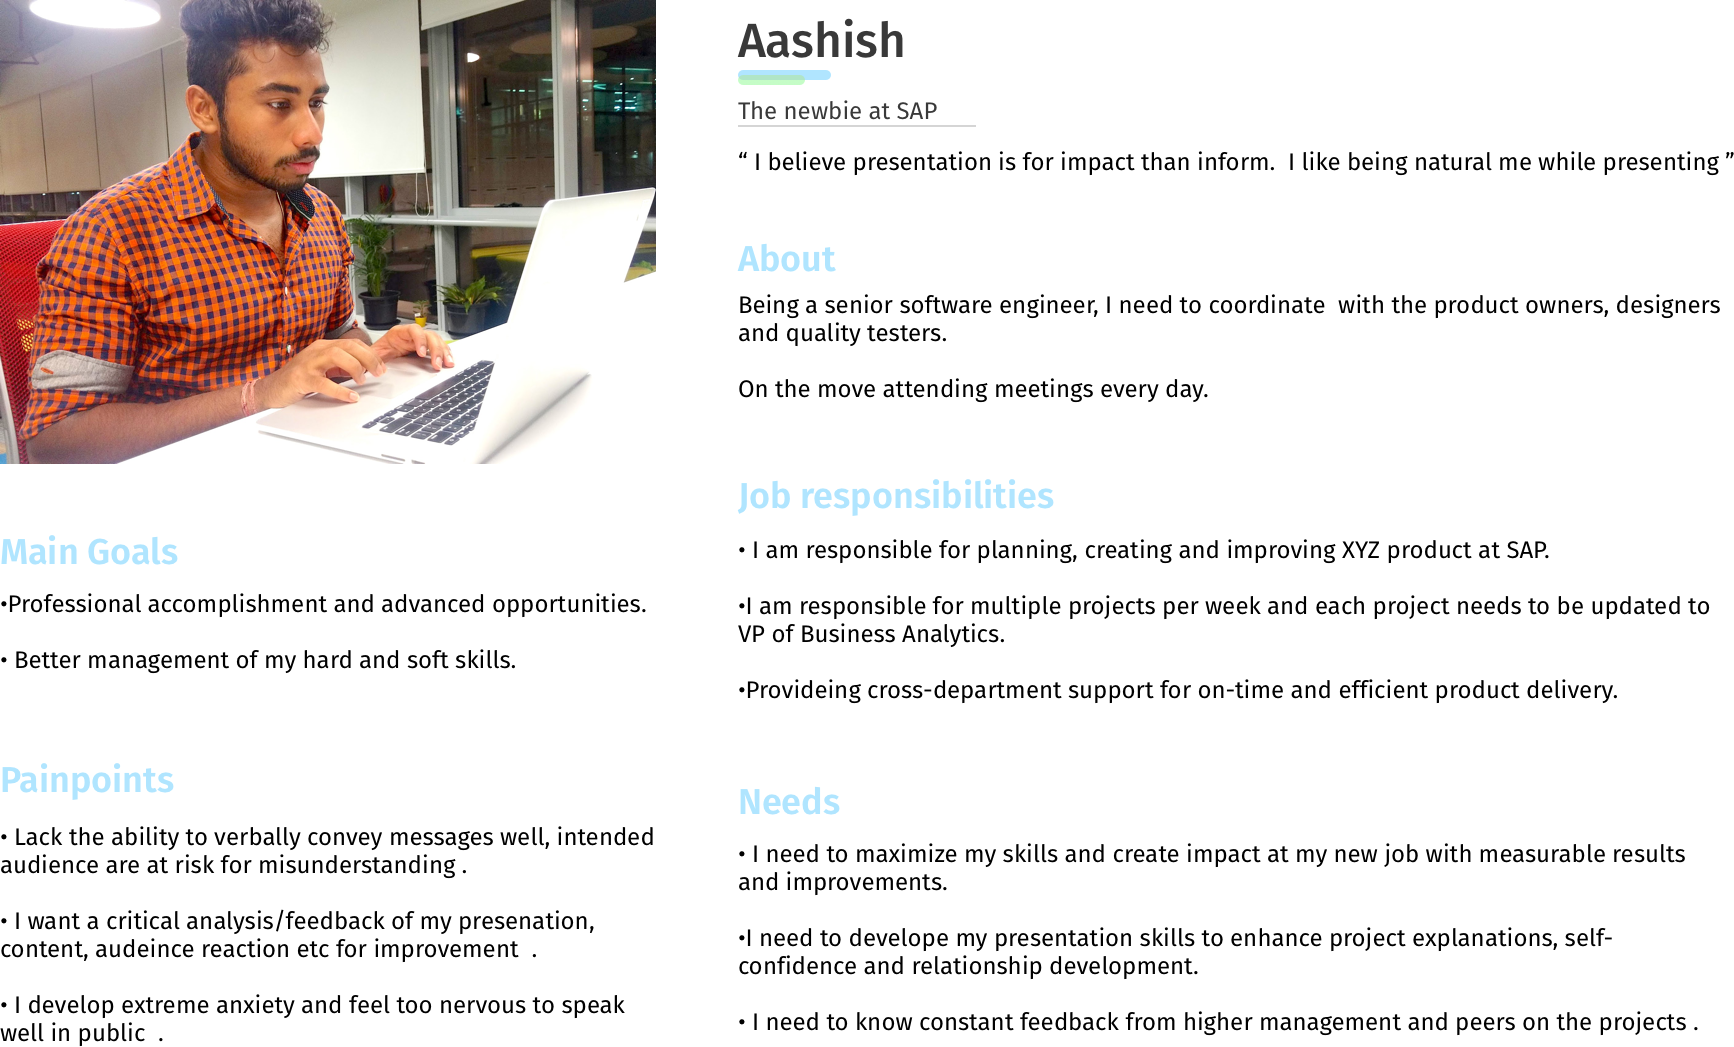 Aashish
The newbie at SAP
“ I believe presentation is for impact than inform.  I like being natural me while presenting ”
About
Being a senior software engineer, I need to coordinate  with the product owners, designers
and quality testers.
On the move attending meetings every day.
Job responsibilities
• I am responsible for planning, creating and improving XYZ product at SAP.
•I am responsible for multiple projects per week and each project needs to be updated to
VP of Business Analytics.
•Provideing cross-department support for on-time and efficient product delivery.
Needs
• I need to maximize my skills and create impact at my new job with measurable results
and improvements.
•I need to develope my presentation skills to enhance project explanations, self-
confidence and relationship development.
• I need to know constant feedback from higher management and peers on the projects .
Main Goals
•Professional accomplishment and advanced opportunities.
• Better management of my hard and soft skills.
Painpoints
• Lack the ability to verbally convey messages well, intended
audience are at risk for misunderstanding .
• I want a critical analysis/feedback of my presenation,
content, audeince reaction etc for improvement  .
• I develop extreme anxiety and feel too nervous to speak
well in public  .